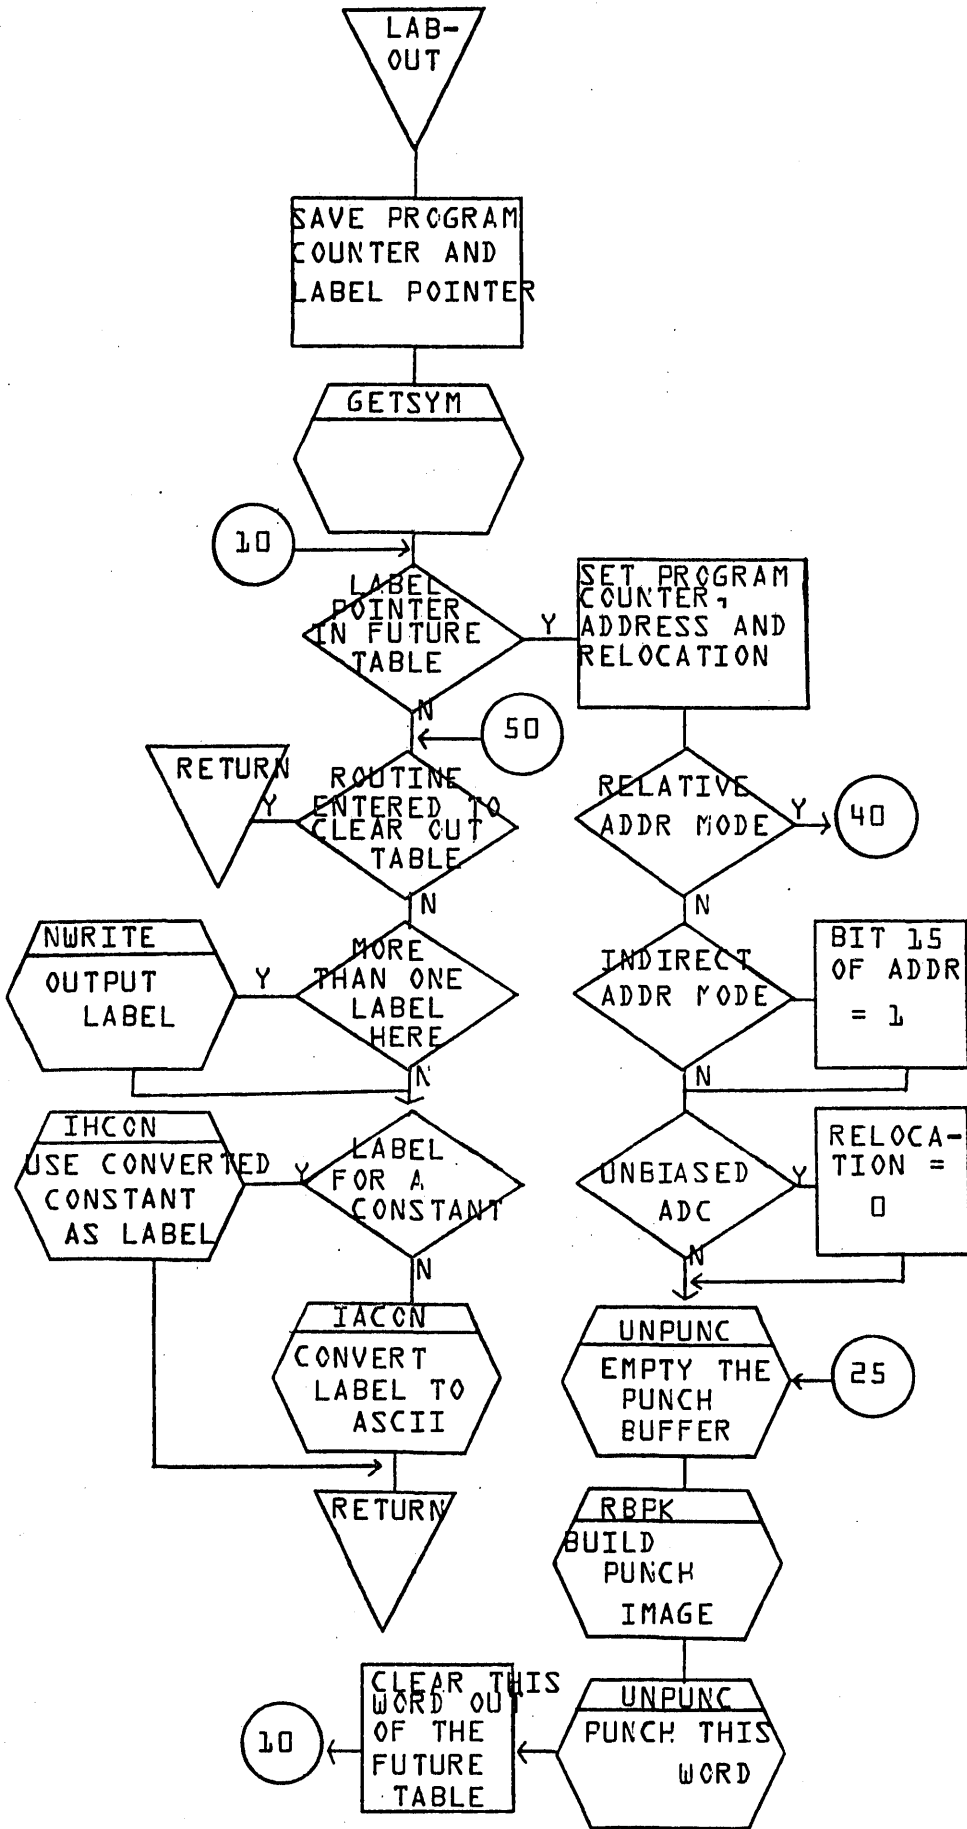 LAB-
OUT
SAVE PROGRAM
COUNTER AND
LABEL POINTER
GETSYM
10
LABEL
POINTER
IN FUTURE
TABLE
Y
N
SET PROGRAM
COUNTER,
ADDRESS AND
RELOCATION
50
RETURN
Y
ROUTINE
ENTERED TO
CLEAR OUT
TABLE
N
RELATIVE
ADDR MODE
Y
40
N
NWRITE
OUTPUT
LABEL
Y
MORE
THAN ONE
LABEL
HERE
N
INDIRECT
ADDR MODE
N
BIT 15
OF ADDR
= 1
IHCON
USE CONVERTED
CONSTANT
AS LABEL
Y
LABEL
FOR A
CONSTANT
N
UNBIASED
ADC
Y
N
RELOCA-
TION =
0
IACON
CONVERT
LABEL TO
ASCII
RETURN
UNPUNC
EMPTY THE
PUNCH
BUFFER
25
RBPK
BUILD
PUNCH
IMAGE
UNPUNC
PUNCH THIS
WORD
CLEAR THIS
WORD OUT
OF THE
FUTURE
TABLE
10